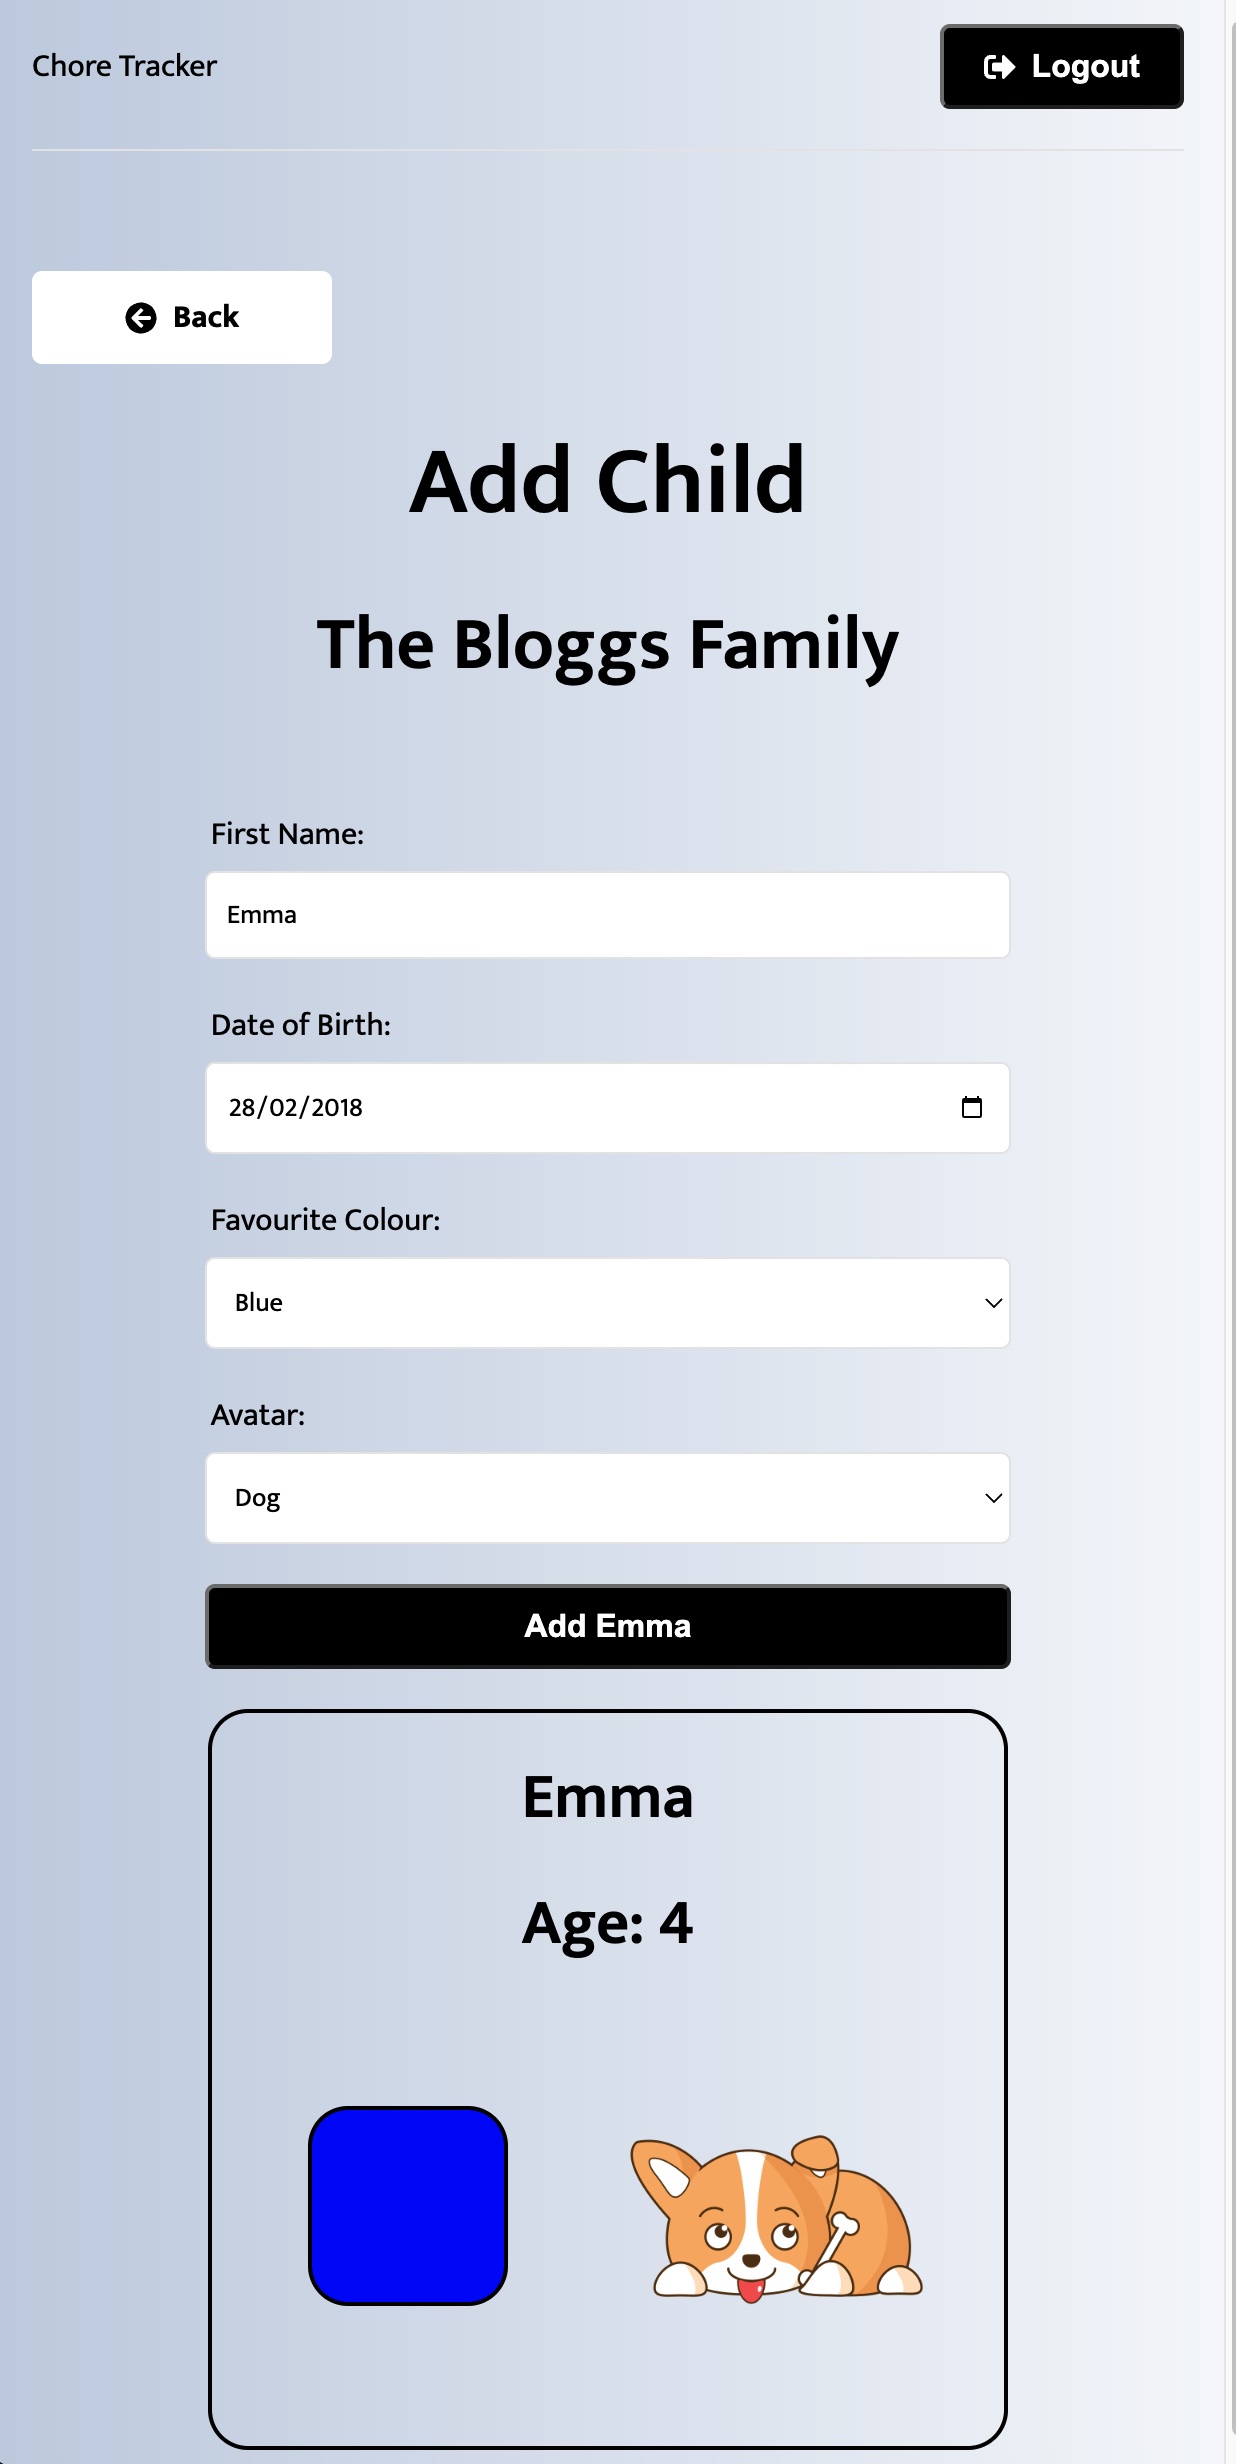 Chore Tracker
Logout
Back
Add Child
The Bloggs Family
First Name:
Emma
Date of Birth:
28/02/2018
Favourite Colour:
Blue
Avatar:
Dog
Add Emma
Emma
Age: 4